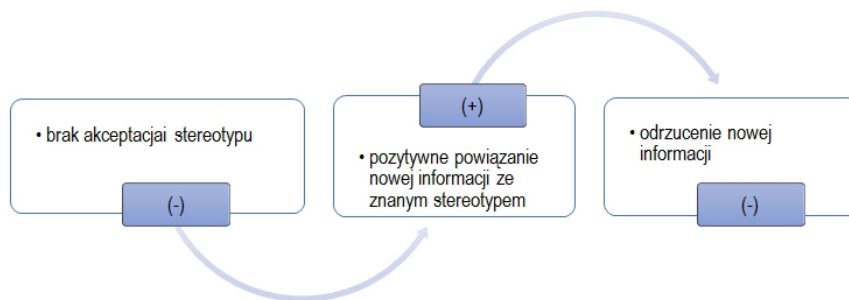 • brak akceptacjai stereotypu
(-)
(+)
• pozytywne powiązanie
nowej informacji ze
znanym stereotypem
• odrzucenie nowej
informacji
(-)